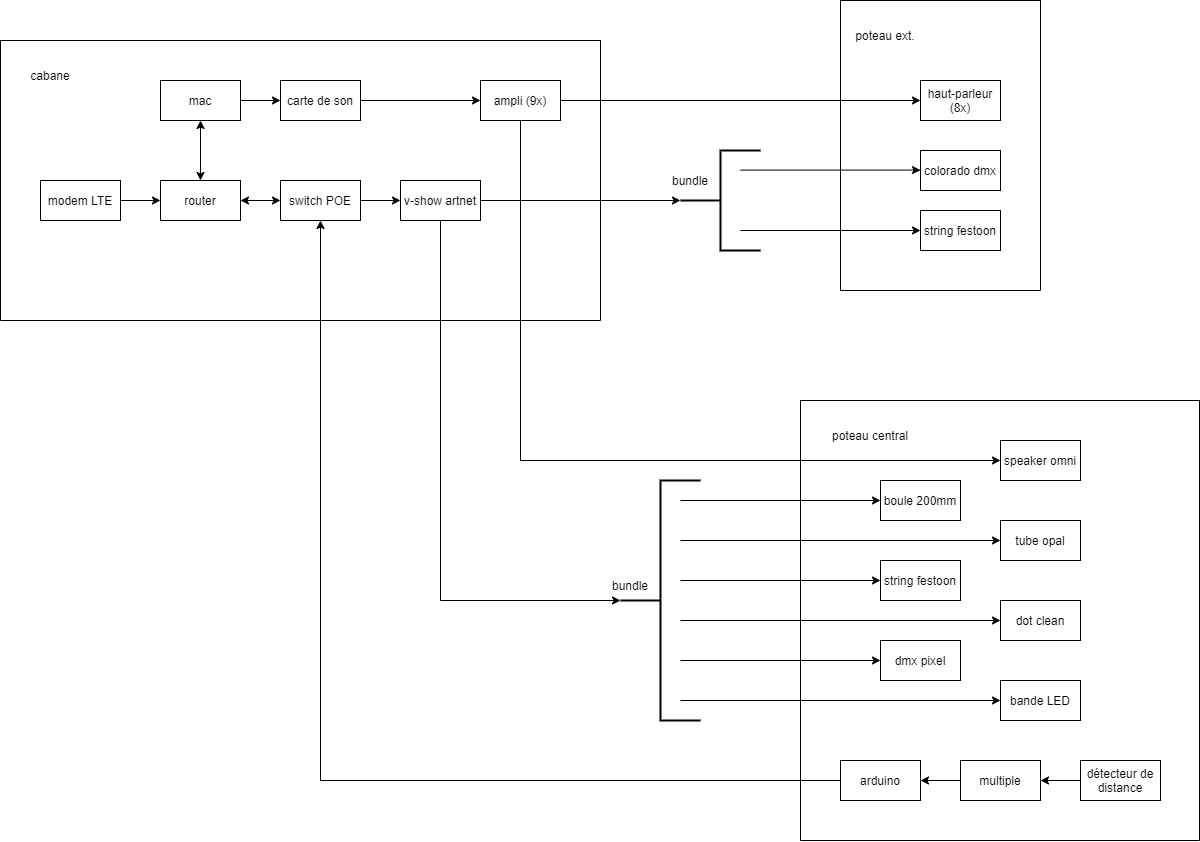 poteau ext.
cabane
mac
carte de son
ampli (9x)
haut-parleur
(8x)
colorado dmx
bundle
modem LTE
router
switch POE
v-show artnet
string festoon
poteau central
speaker omni
boule 200mm
tube opal
string festoon
bundle
dot clean
dmx pixel
bande LED
arduino
multiple
détecteur de
distance